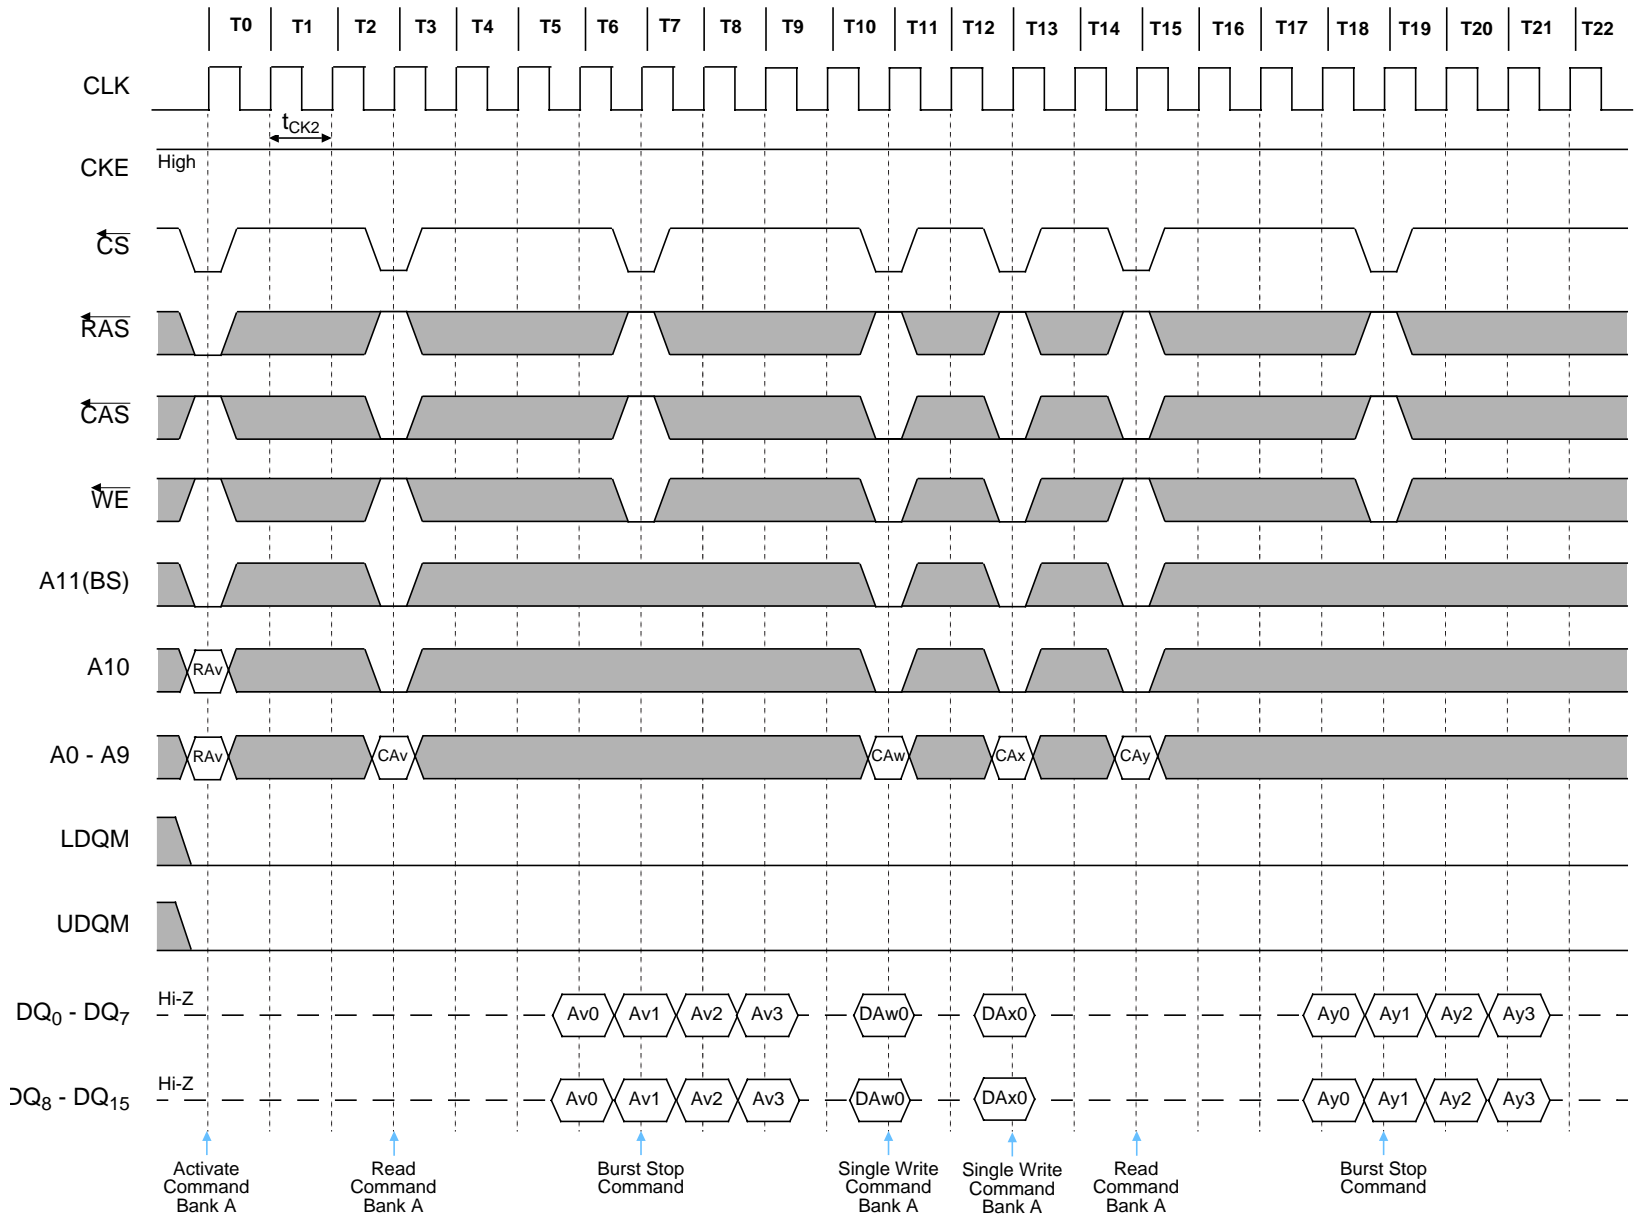 T0 T1 T2 T3 T4 T5 T6 T7 T8 T9 T10 T11 T12 T13 T14 T15 T16 T17 T18 T19 T20 T21 T22
CLK
tCK2
CKE High
CS
RAS
CAS
WE
A11(BS)
A10 RAv
A0 - A9 RAv CAv CAw CAx CAy
LDQM
UDQM
DQ0 - DQ7 Hi-Z Av0 Av1 Av2 Av3 DAw0 DAx0 Ay0 Ay1 Ay2 Ay3
DQ8 - DQ15 Hi-Z Av0 Av1 Av2 Av3 DAw0 DAx0 Ay0 Ay1 Ay2 Ay3
Activate
Command
Bank A
Read
Command
Bank A
Burst Stop
Command
Single Write
Command
Bank A
Single Write
Command
Bank A
Read
Command
Bank A
Burst Stop
Command